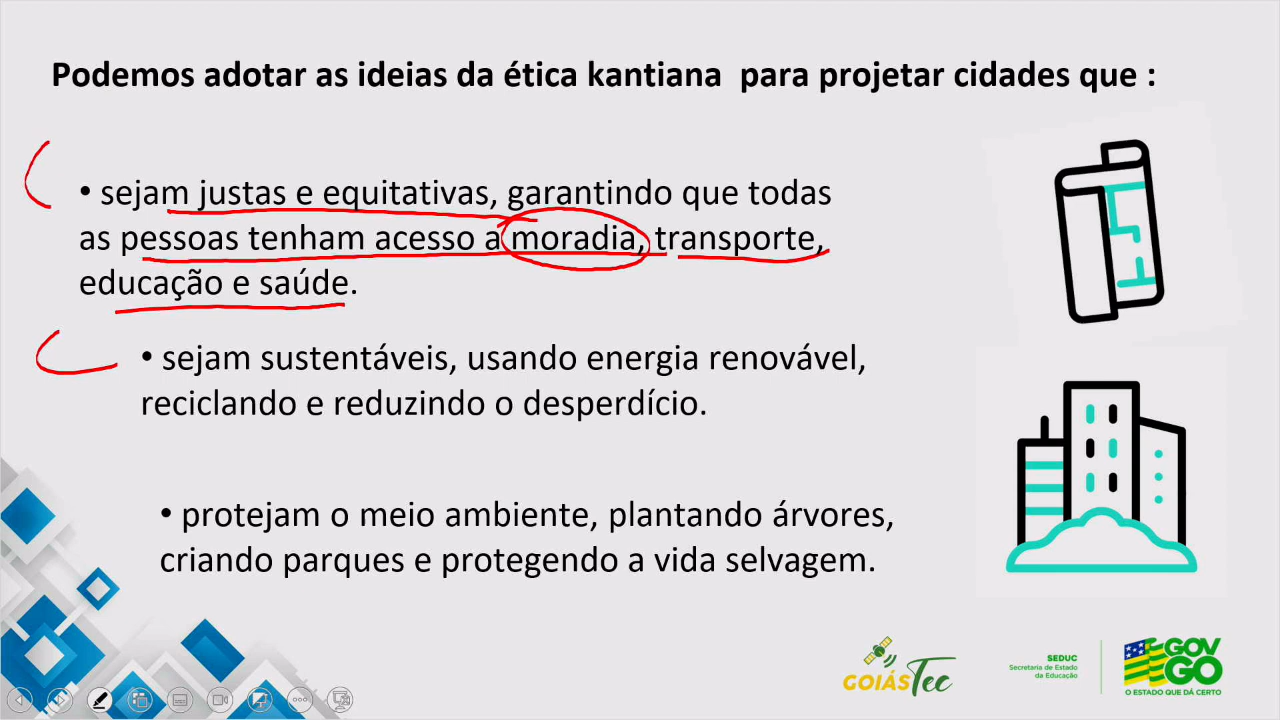 Podemos adotar as ideias da ética kantiana para projetar cidades que :
• sejam justas e equitativas, garantindo que todas
as pessoas tenham acesso a moradia, transporte,
educação e saúde.
• sejam sustentáveis, usando energia renovável,
reciclando e reduzindo o desperdício.
• protejam o meio ambiente, plantando árvores,
criando parques e protegendo a vida selvagem.
GOIÁS Tec
SEDUC
Secretaria de Estado
da Educação
GOV
GO
O ESTADO QUE DÁ CERTO